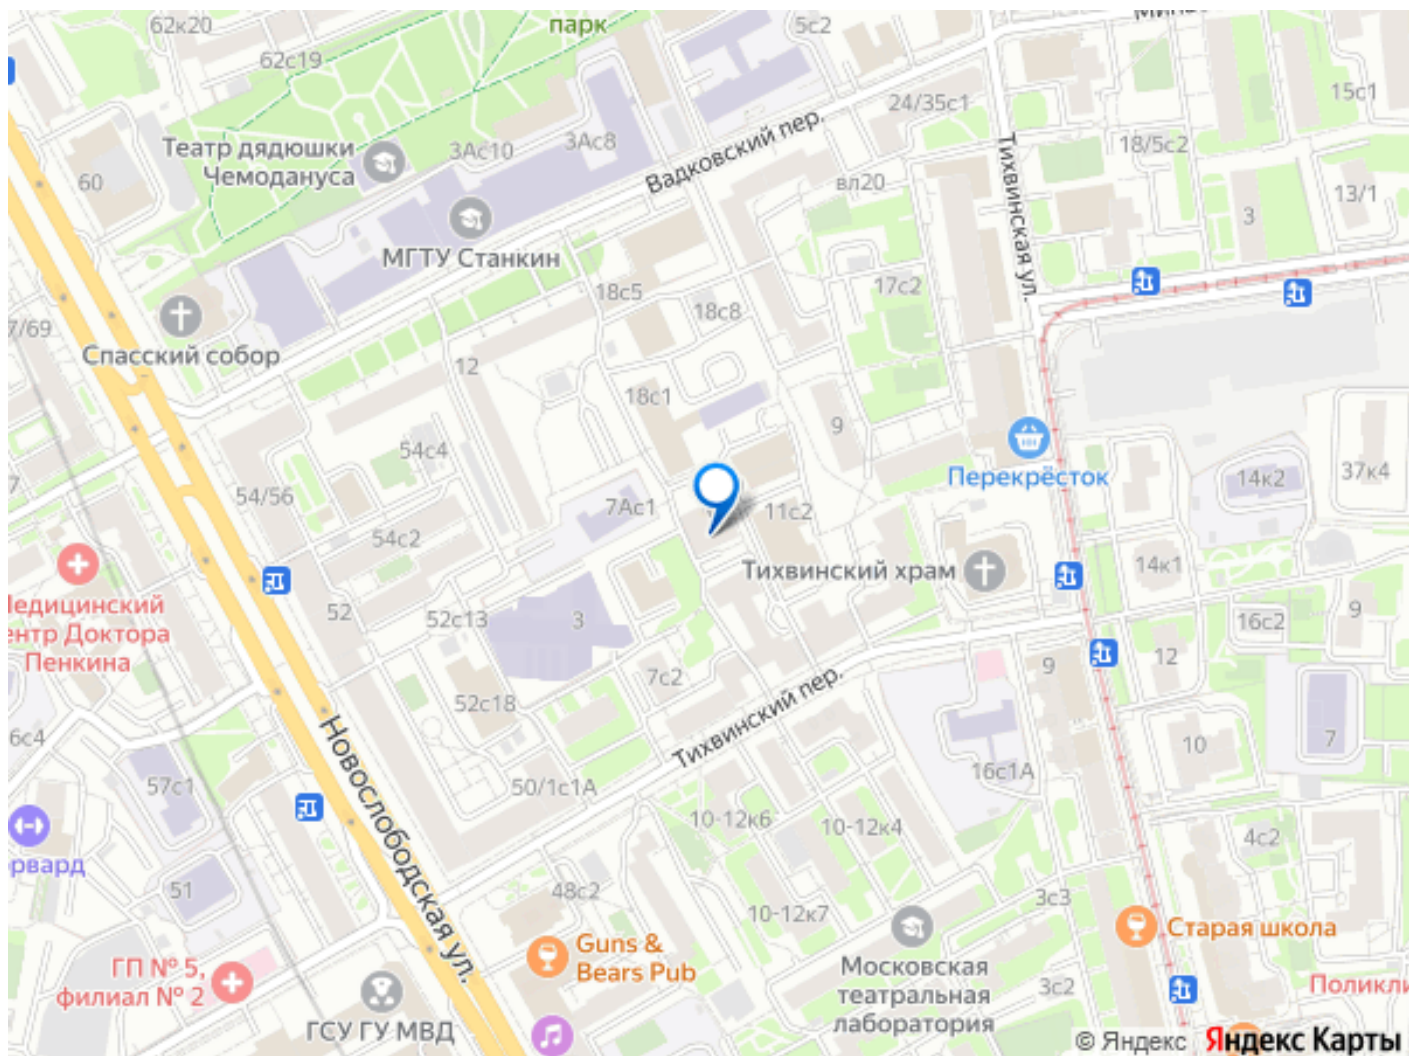 парк
62к20
5с2
62с19
15с1
24/35с1
Вадковский пер.
Тихвинская ул.
3Ас8
18/5с2
Театр дядюшки
Чемодануса
3Ас10
60
вл20
13/1
3
МГТУ Станкин
17с2
18с5
18с8
7/69
Спасский собор
12
18с1
9
54с4
Перекрёсток
37к4
14к2
54/56
7Ас1
11с2
54с2
Тихвинский храм
14к1
52
52с13
3
16с2
9
Пенкина
Доктора
7с2
9
12
52с18
Тихвинский пер.
6с4
Новослободская ул.
10
7
57с1
50/1с1А
16с1А
10-12к6
10-12к4
4с2
51
48с2
3с3
10-12к7
Старая школа
Guns &
Bears Pub
ГП № 5,
филиал № 2
Московская
театральная
лаборатория
3с2
ГСУ ГУ МВД
© Яндекс Яндекс Карты